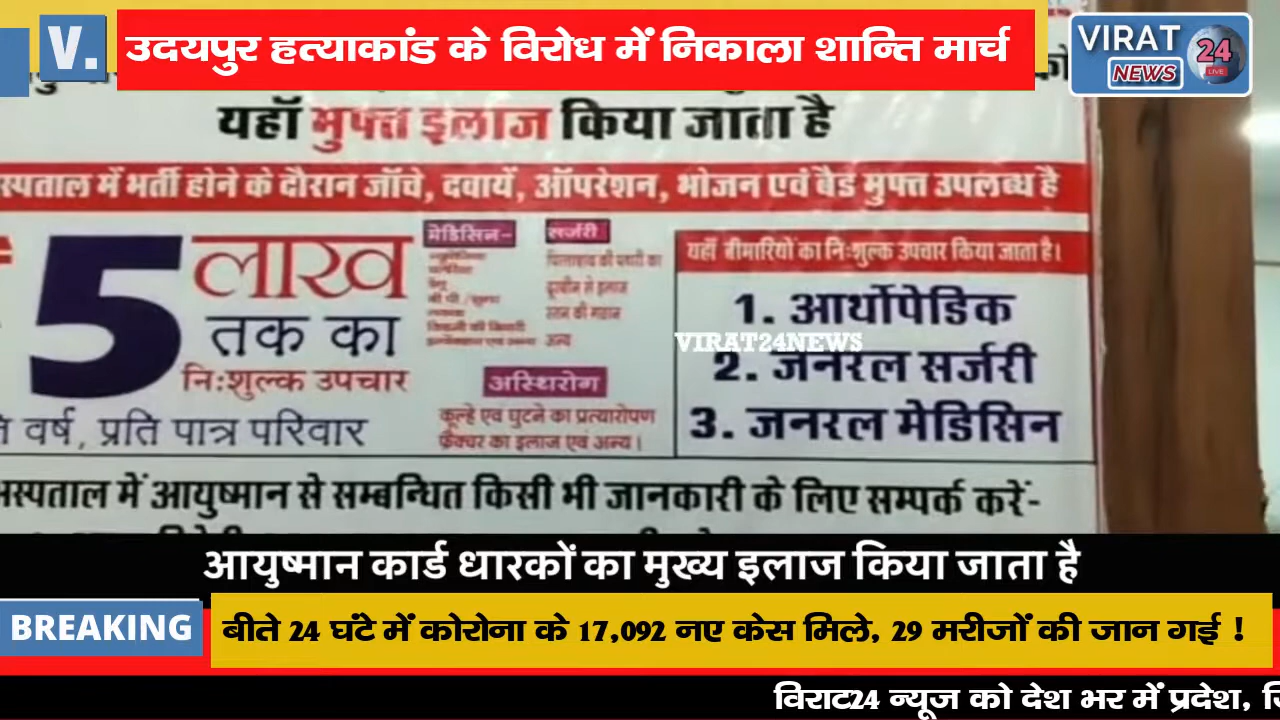 V.
उदयपुर हत्याकांड के विरोध में निकाला शान्ति मार्च
VIRAT 24
NEWS LIVE
यहॉ मुफ्त इलाज किया जाता है
स्पताल में भर्ती होने के दौरान जॉचे, दवायें, ऑपरेशन, भोजन एवं बैड मुफ्त उपलब्ध है
5 लाख
तक का
नि:शुल्क उपचार
वर्ष, प्रति पात्र परिवार
मेडिसिन-
सर्जरी
अस्थिरोग
कूल्हे एवं घुटने का प्रत्यारोपण
फ्रैक्चर का इलाज एवं अन्य।
यहॉ बीमारियों का नि:शुल्क उपचार किया जाता है।
1. आर्थोपेडिक
VIRAT24NEWS
2. जनरल सर्जरी
3. जनरल मेडिसिन
अस्पताल में आयुष्मान से सम्बन्धित किसी भी जानकारी के लिए सम्पर्क करें-
आयुष्मान कार्ड धारकों का मुख्य इलाज किया जाता है
BREAKING
बीते 24 घंटे में कोरोना के 17,092 नए केस मिले, 29 मरीजों की जान गई !
विराट24 न्यूज को देश भर में प्रदेश,